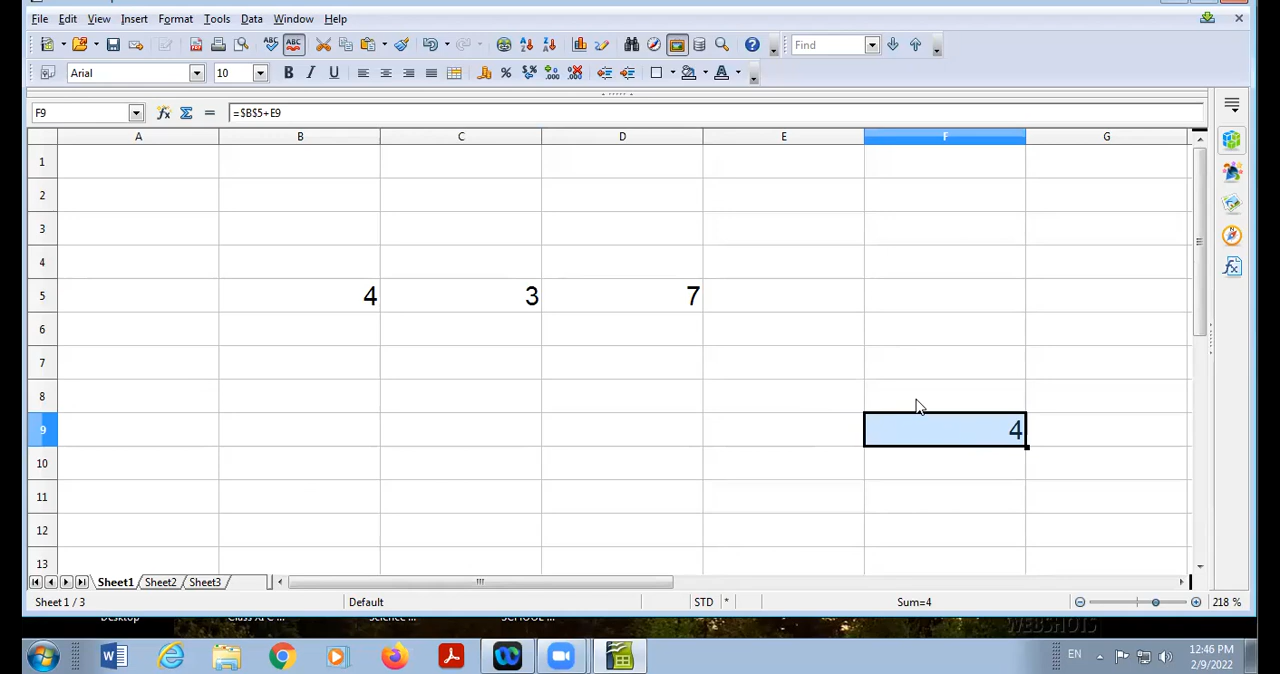 File Edit View Insert Format Tools Data Window Help
Find
Arial 10
F9 =$B$5+E9
A B C D E F G
1
2
3
4
5 4 3 7
6
7
8
9 4
10
11
12
13
Sheet1 Sheet2 Sheet3
Sheet 1 / 3 Default STD * Sum=4 218 %
WEBSHOTS
EN 12:46 PM
2/9/2022